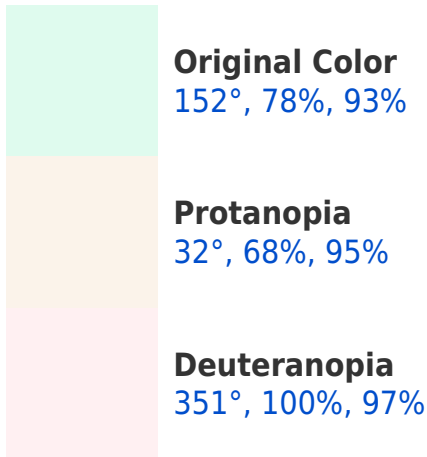 Original Color
152°, 78%, 93%
Protanopia
32°, 68%, 95%
Deuteranopia
351°, 100%, 97%